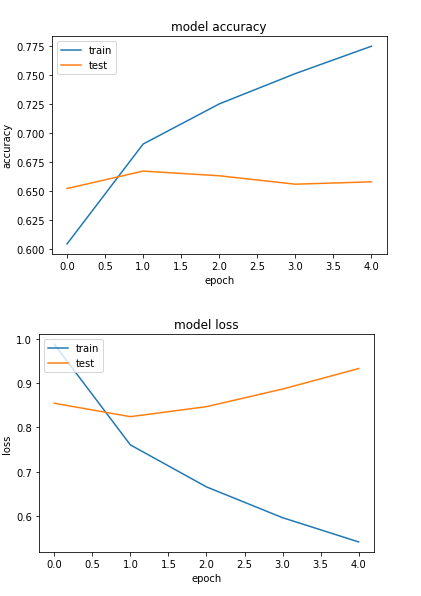 model accuracy
train
test
0.775
0.750
0.725
0.700
0.675
0.650
0.625
0.600
accuracy
0.0 0.5 1.0 1.5 2.0 2.5 3.0 3.5 4.0
epoch
model loss
train
test
1.0
0.9
0.8
0.7
0.6
loss
0.0 0.5 1.0 1.5 2.0 2.5 3.0 3.5 4.0
epoch